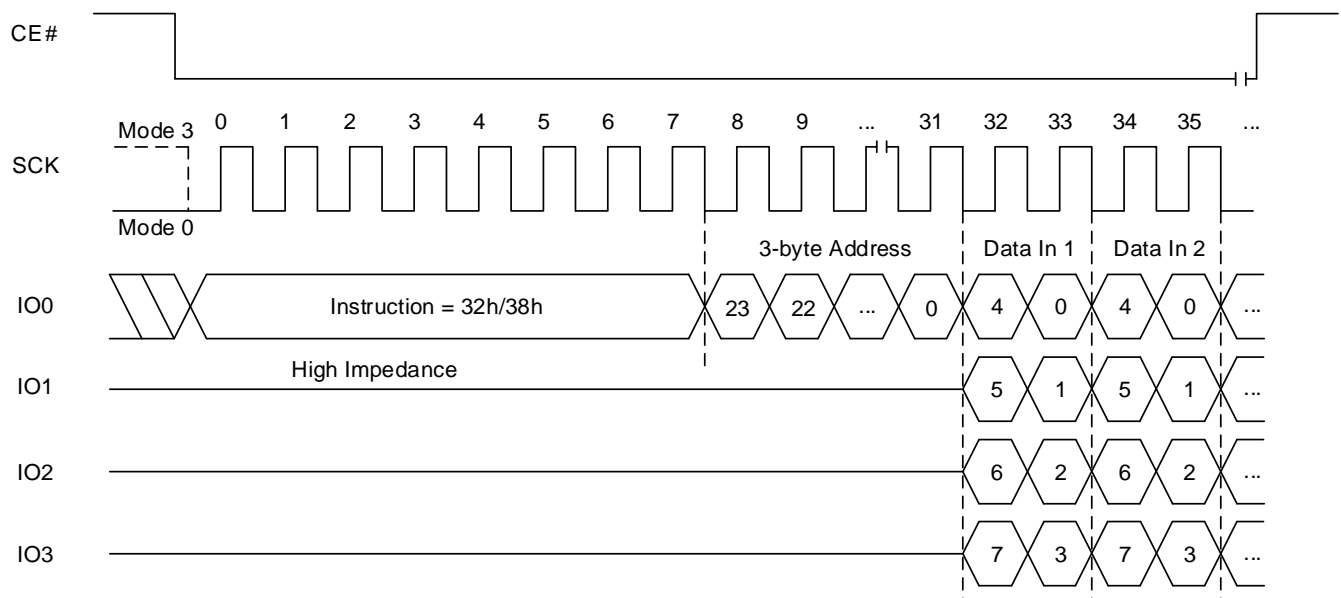 CE#
Mode 3 0 1 2 3 4 5 6 7 8 9 ... 31 32 33 34 35 ...
SCK
Mode 0
3-byte Address Data In 1 Data In 2
IO0 Instruction = 32h/38h 23 22 ... 0 4 0 4 0 ...
High Impedance
IO1 5 1 5 1 ...
IO2 6 2 6 2 ...
IO3 7 3 7 3 ...